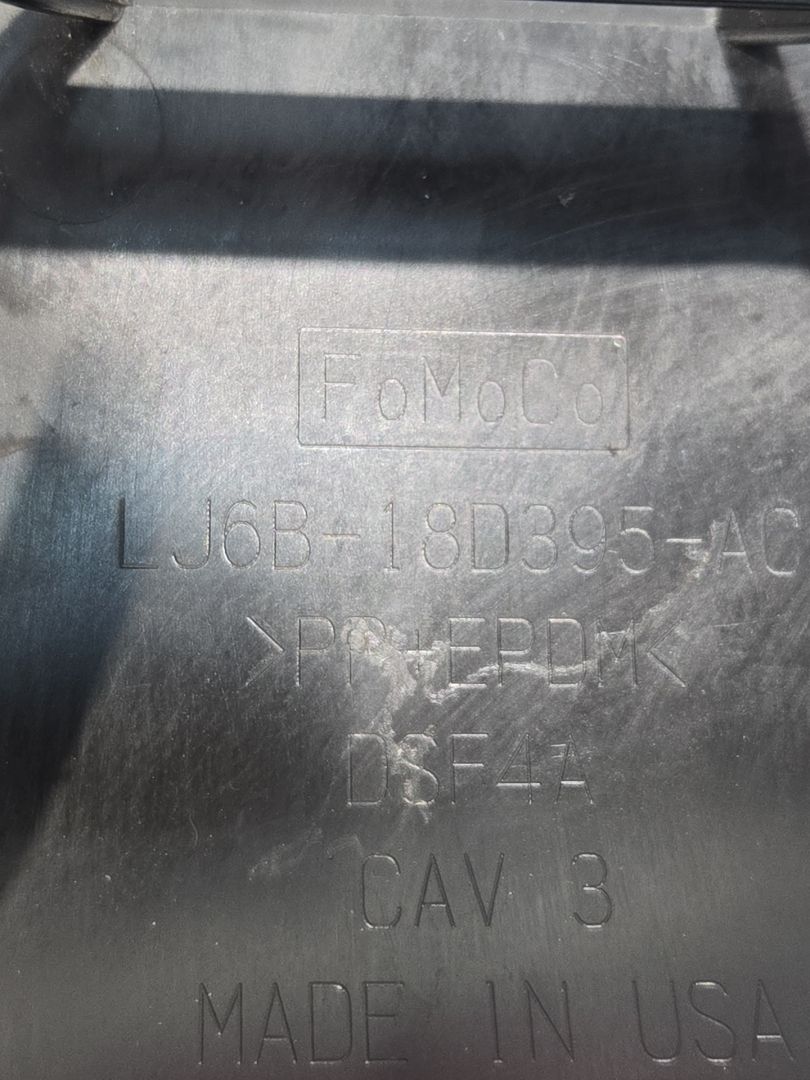 FoMoCo
LJ6B-18D395-AC
>PP+EPDM<
DSF4A
CAV 3
MADE IN USA